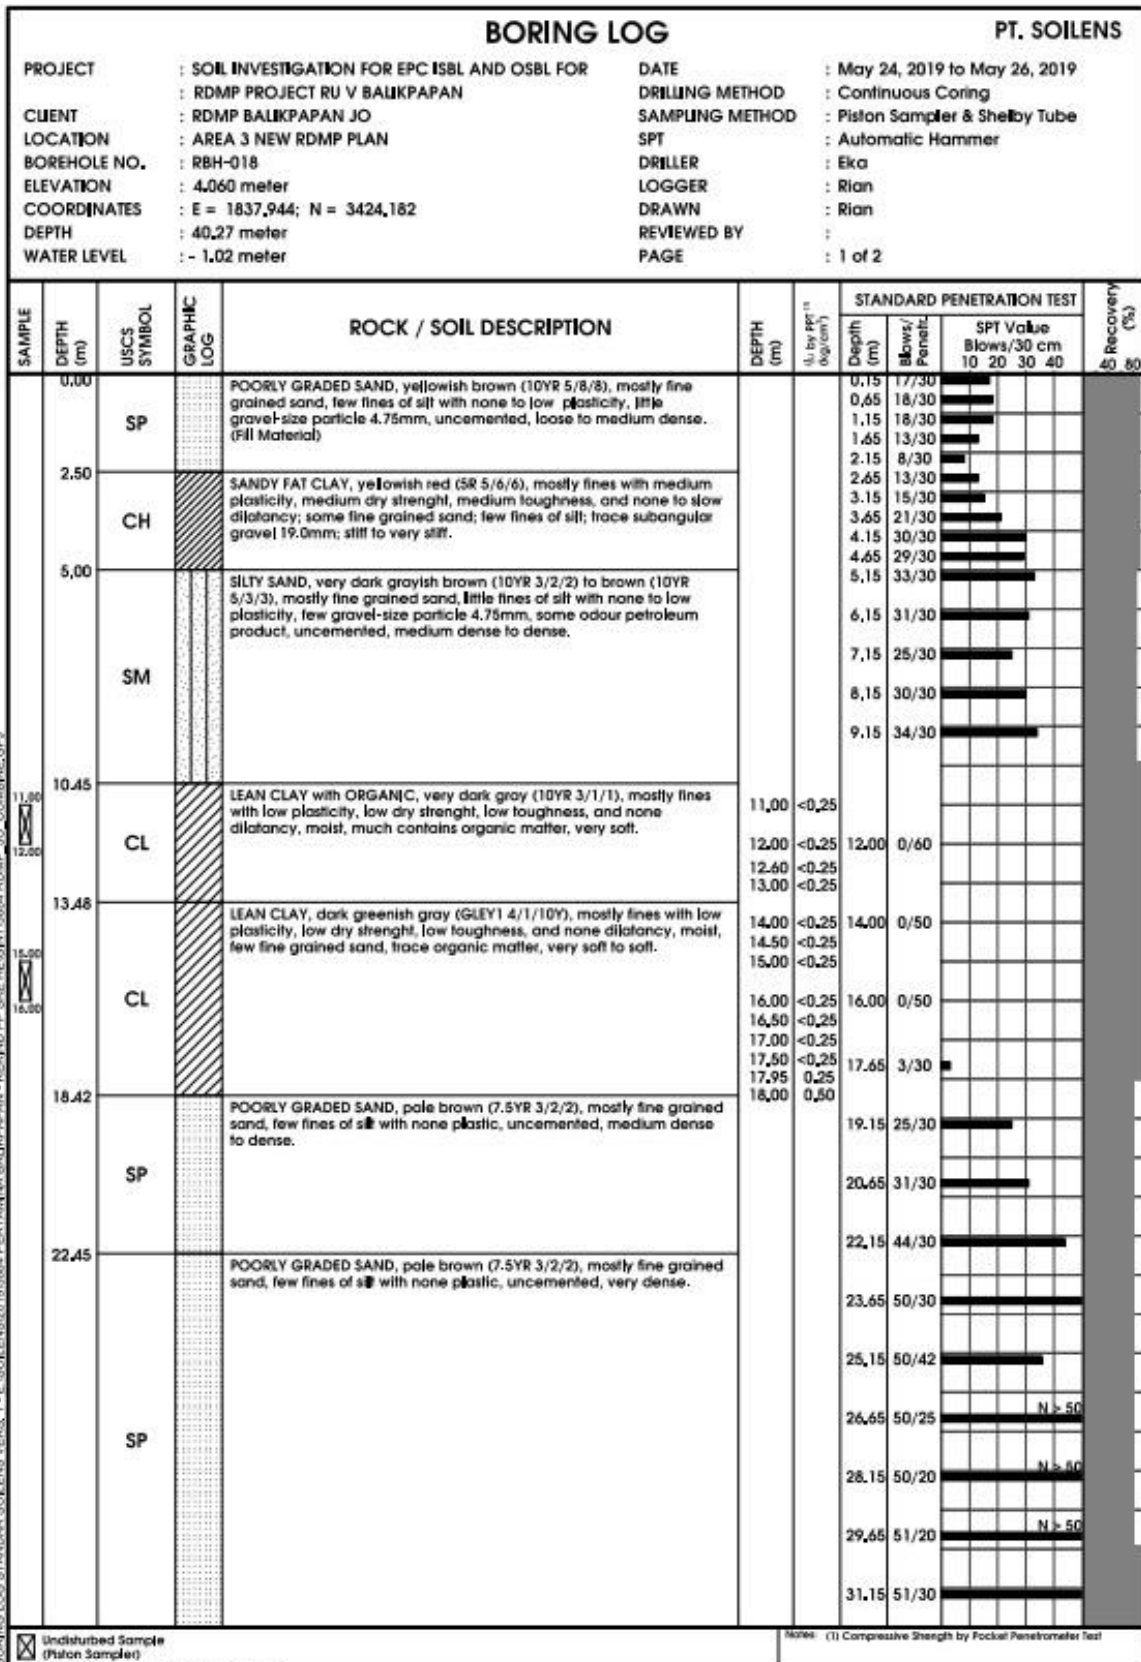 BORING LOG
PT. SOILENS
PROJECT : SOIL INVESTIGATION FOR EPC ISBL AND OSBL FOR
: RDMP PROJECT RU V BALIKPAPAN
CLIENT : RDMP BALIKPAPAN JO
LOCATION : AREA 3 NEW RDMP PLAN
BOREHOLE NO. : RBH-018
ELEVATION : 4.060 meter
COORDINATES : E = 1837.944; N = 3424.182
DEPTH : 40.27 meter
WATER LEVEL : - 1.02 meter
DATE : May 24, 2019 to May 26, 2019
DRILLING METHOD : Continuous Coring
SAMPLING METHOD : Piston Sampler & Shelby Tube
SPT : Automatic Hammer
DRILLER : Eka
LOGGER : Rian
DRAWN : Rian
REVIEWED BY :
PAGE : 1 of 2
SAMPLE
DEPTH (m)
USCS SYMBOL
GRAPHIC LOG
ROCK / SOIL DESCRIPTION
DEPTH (m)
by PPT (1) (kg/cm²)
STANDARD PENETRATION TEST
Depth (m)
Blows/ Penetr.
SPT Value
Blows/30 cm
10 20 30 40
Recovery (%)
40 80
0.00
SP
POORLY GRADED SAND, yellowish brown (10YR 5/8/8), mostly fine
grained sand, few fines of silt with none to low plasticity, little
gravel-size particle 4.75mm, uncemented, loose to medium dense.
(Fill Material)
2.50
CH
SANDY FAT CLAY, yellowish red (5R 5/6/6), mostly fines with medium
plasticity, medium dry strenght, medium toughness, and none to slow
dilatancy; some fine grained sand; few fines of silt; trace subangular
gravel 19.0mm; stiff to very stiff.
5,00
SM
SILTY SAND, very dark grayish brown (10YR 3/2/2) to brown (10YR
5/3/3), mostly fine grained sand, little fines of silt with none to low
plasticity, few gravel-size particle 4.75mm, some odour petroleum
product, uncemented, medium dense to dense.
10.45
CL
LEAN CLAY with ORGANIC, very dark gray (10YR 3/1/1), mostly fines
with low plasticity, low dry strenght, low toughness, and none
dilatancy, moist, much contains organic matter, very soft.
13.48
CL
LEAN CLAY, dark greenish gray (GLEY1 4/1/10Y), mostly fines with low
plasticity, low dry strenght, low toughness, and none dilatancy, moist,
few fine grained sand, trace organic matter, very soft to soft.
18.42
SP
POORLY GRADED SAND, pale brown (7.5YR 3/2/2), mostly fine grained
sand, few fines of silt with none plastic, uncemented, medium dense
to dense.
22.45
SP
POORLY GRADED SAND, pale brown (7.5YR 3/2/2), mostly fine grained
sand, few fines of silt with none plastic, uncemented, very dense.
11.00
12.00
15.00
16.00
11.00 <0.25
12.00 <0.25
12.60 <0.25
13.00 <0.25
14.00 <0.25
14.50 <0.25
15.00 <0.25
16.00 <0.25
16.50 <0.25
17.00 <0.25
17.50 <0.25
17.95 0.25
18.00 0.50
0.15 17/30
0.65 18/30
1.15 18/30
1.65 13/30
2.15 8/30
2.65 13/30
3.15 15/30
3.65 21/30
4.15 30/30
4.65 29/30
5.15 33/30
6.15 31/30
7.15 25/30
8.15 30/30
9.15 34/30
12.00 0/60
14.00 0/50
16.00 0/50
17.65 3/30
19.15 25/30
20.65 31/30
22.15 44/30
23.65 50/30
25.15 50/42
26.65 50/25 N > 50
28.15 50/20 N > 50
29.65 51/20 N > 50
31.15 51/30
Undisturbed Sample
(Piston Sampler)
Notes: (1) Compressive Strength by Pocket Penetrometer Test